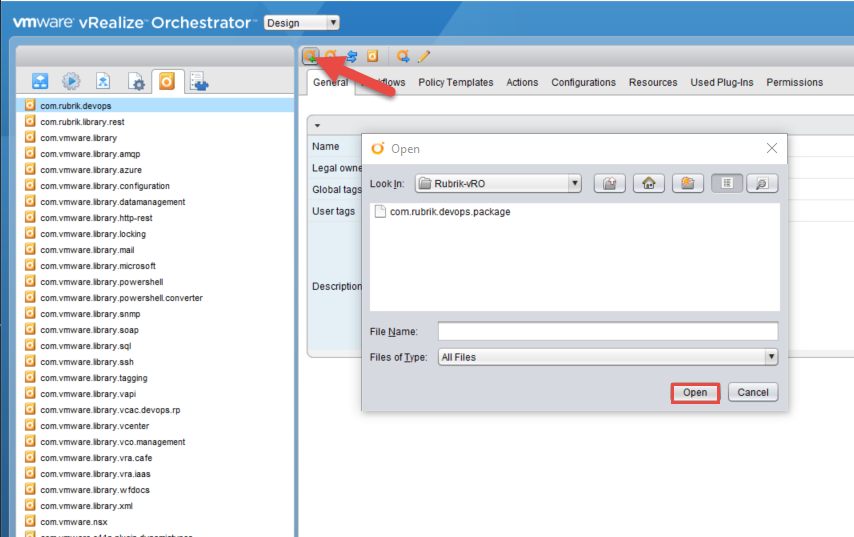 vmware vRealize Orchestrator Design
General Workflows Policy Templates Actions Configurations Resources Used Plug-Ins Permissions
com.rubrik.devops
com.rubrik.library.rest
com.vmware.library
com.vmware.library.amqp
com.vmware.library.azure
com.vmware.library.configuration
com.vmware.library.datamanagement
com.vmware.library.http-rest
com.vmware.library.locking
com.vmware.library.mail
com.vmware.library.microsoft
com.vmware.library.powershell
com.vmware.library.powershell.converter
com.vmware.library.snmp
com.vmware.library.soap
com.vmware.library.sql
com.vmware.library.ssh
com.vmware.library.tagging
com.vmware.library.vapi
com.vmware.library.vcac.devops.rp
com.vmware.library.vcenter
com.vmware.library.vco.management
com.vmware.library.vra.cafe
com.vmware.library.vra.iaas
com.vmware.library.wfdocs
com.vmware.library.xml
com.vmware.nsx
Name
Legal owne
Global tags
User tags
Description
Open
Look In: Rubrik-vRO
com.rubrik.devops.package
File Name:
Files of Type: All Files
Open Cancel